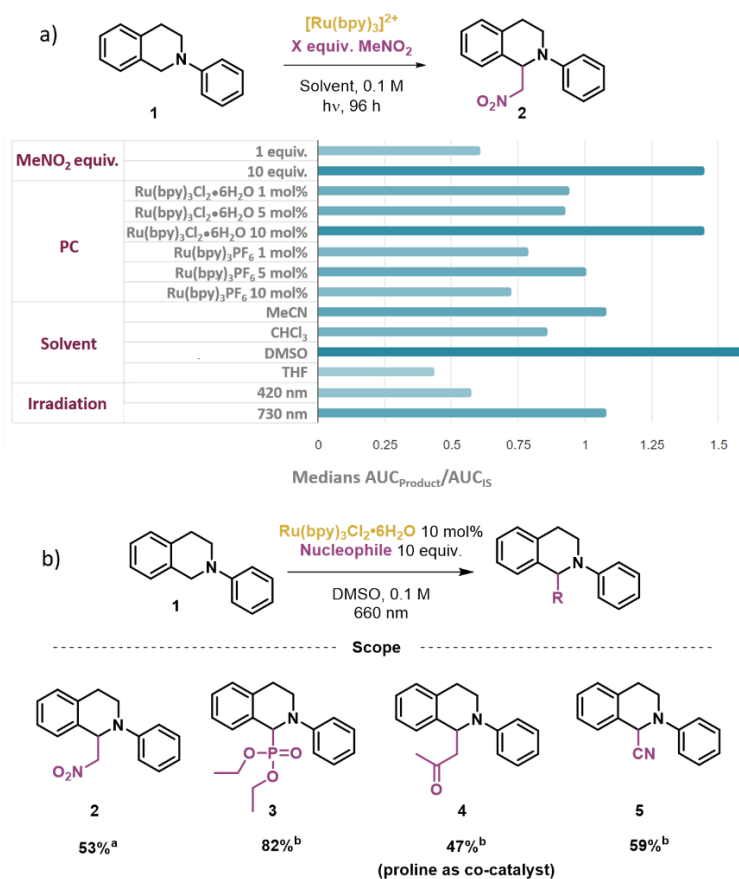 a)
[Ru(bpy)₃]²⁺
X equiv. MeNO₂
Solvent, 0.1 M
hν, 96 h
N
N
O₂N
1
2
MeNO₂ equiv.
1 equiv.
10 equiv.
PC
Ru(bpy)₃Cl₂•6H₂O 1 mol%
Ru(bpy)₃Cl₂•6H₂O 5 mol%
Ru(bpy)₃Cl₂•6H₂O 10 mol%
Ru(bpy)₃PF₆ 1 mol%
Ru(bpy)₃PF₆ 5 mol%
Ru(bpy)₃PF₆ 10 mol%
Solvent
MeCN
CHCl₃
DMSO
THF
Irradiation
420 nm
730 nm
0 0.25 0.5 0.75 1 1.25 1.5
Medians AUC_Product/AUC_IS
b)
Ru(bpy)₃Cl₂•6H₂O 10 mol%
Nucleophile 10 equiv.
DMSO, 0.1 M
660 nm
N
N
R
1
Scope
N N N N
O₂N
O P O
O
O
CN
2 3 4 5
53%ᵃ 82%ᵇ 47%ᵇ 59%ᵇ
(proline as co-catalyst)